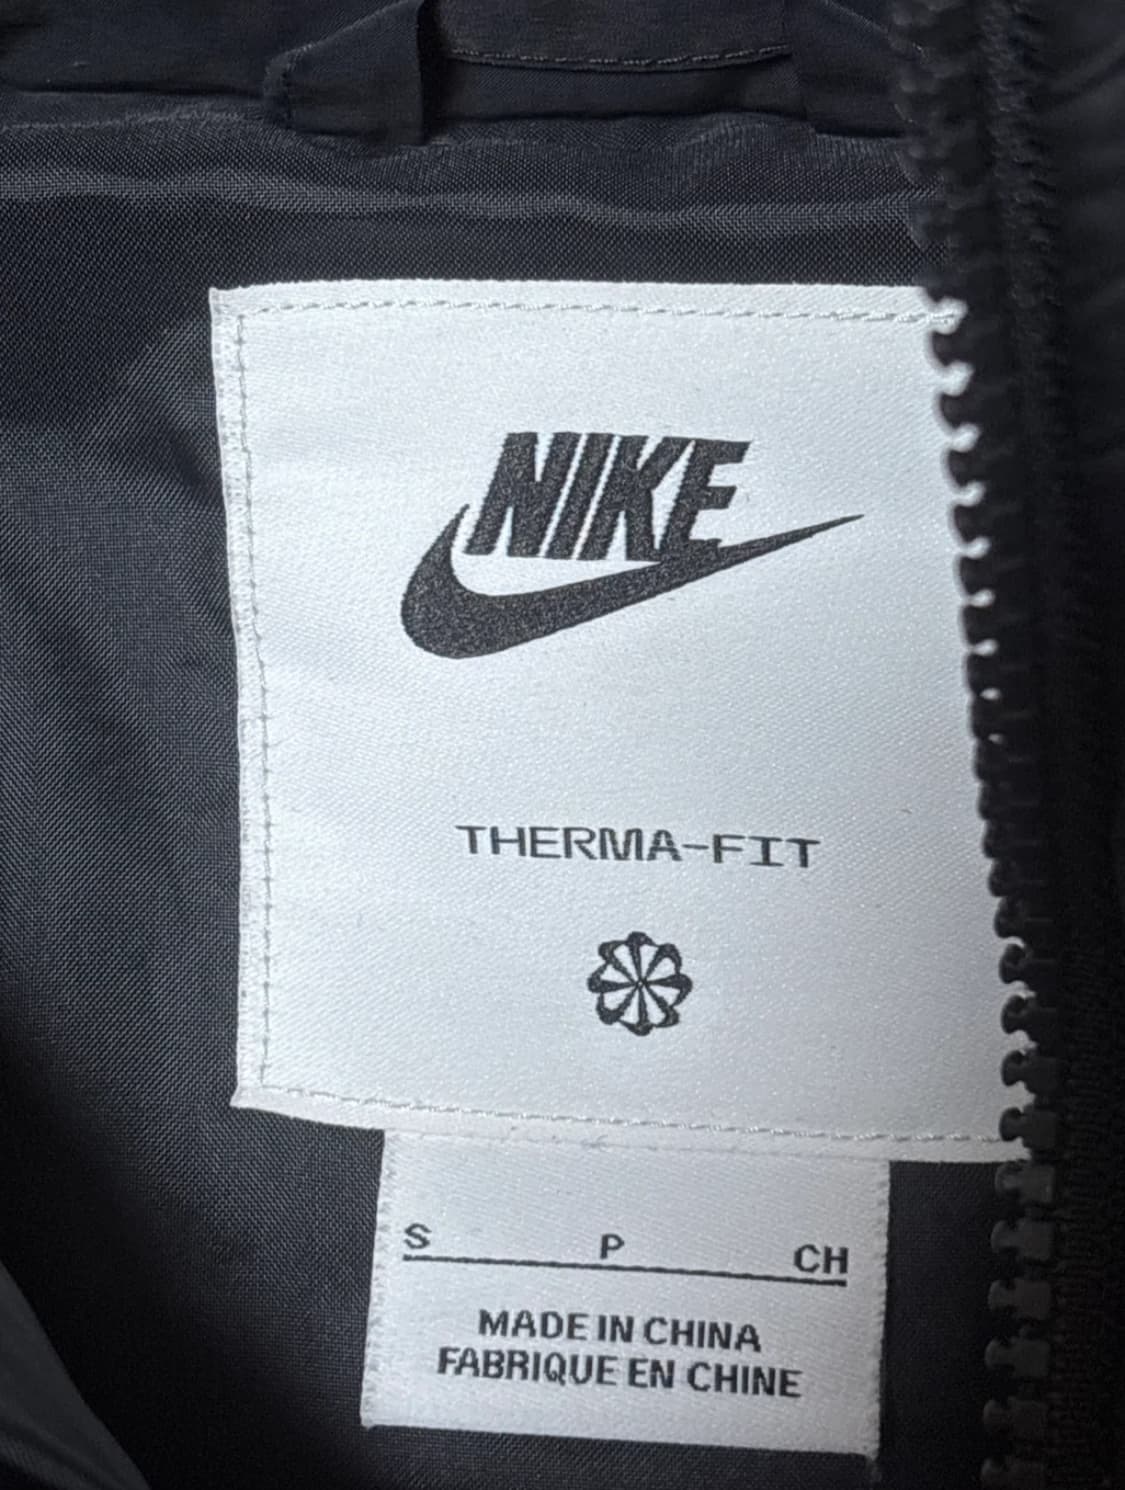 NIKE
THERMA-FIT
S P CH
MADE IN CHINA
FABRIQUE EN CHINE